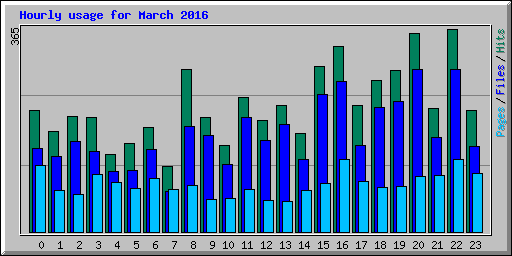 Hourly usage for March 2016
365
Pages/Files/Hits
0 1 2 3 4 5 6 7 8 9 10 11 12 13 14 15 16 17 18 19 20 21 22 23